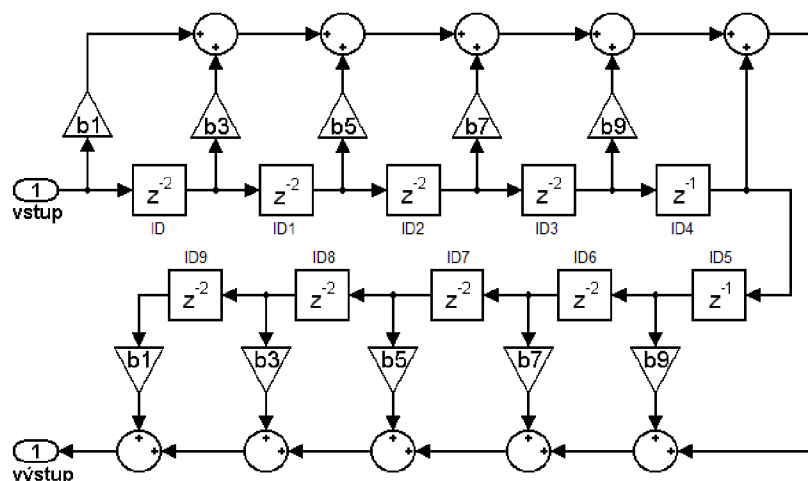 + + + + + + + + + +
b1 b3 b5 b7 b9
1 z⁻² z⁻² z⁻² z⁻² z⁻¹
vstup ID ID1 ID2 ID3 ID4
ID9 ID8 ID7 ID6 ID5
z⁻² z⁻² z⁻² z⁻² z⁻¹
b1 b3 b5 b7 b9
1 + + + + + + + + + +
výstup